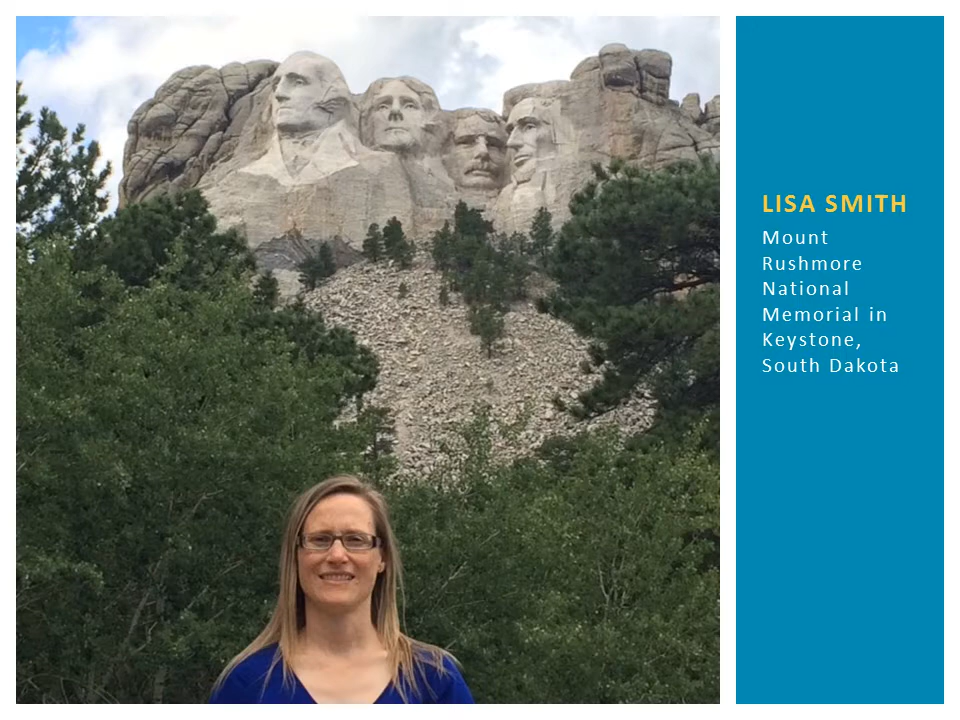 LISA SMITH
Mount
Rushmore
National
Memorial in
Keystone,
South Dakota